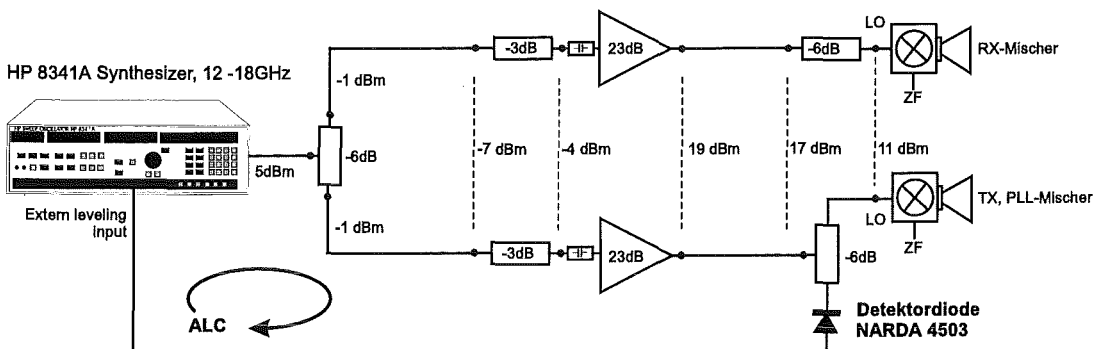 HP 8341A Synthesizer, 12 -18GHz
5dBm
Extern leveling
input
ALC
-6dB
-1 dBm
-1 dBm
-3dB
23dB
-6dB
LO
RX-Mischer
ZF
-7 dBm
-4 dBm
19 dBm
17 dBm
11 dBm
-3dB
23dB
-6dB
LO
TX, PLL-Mischer
ZF
Detektordiode
NARDA 4503